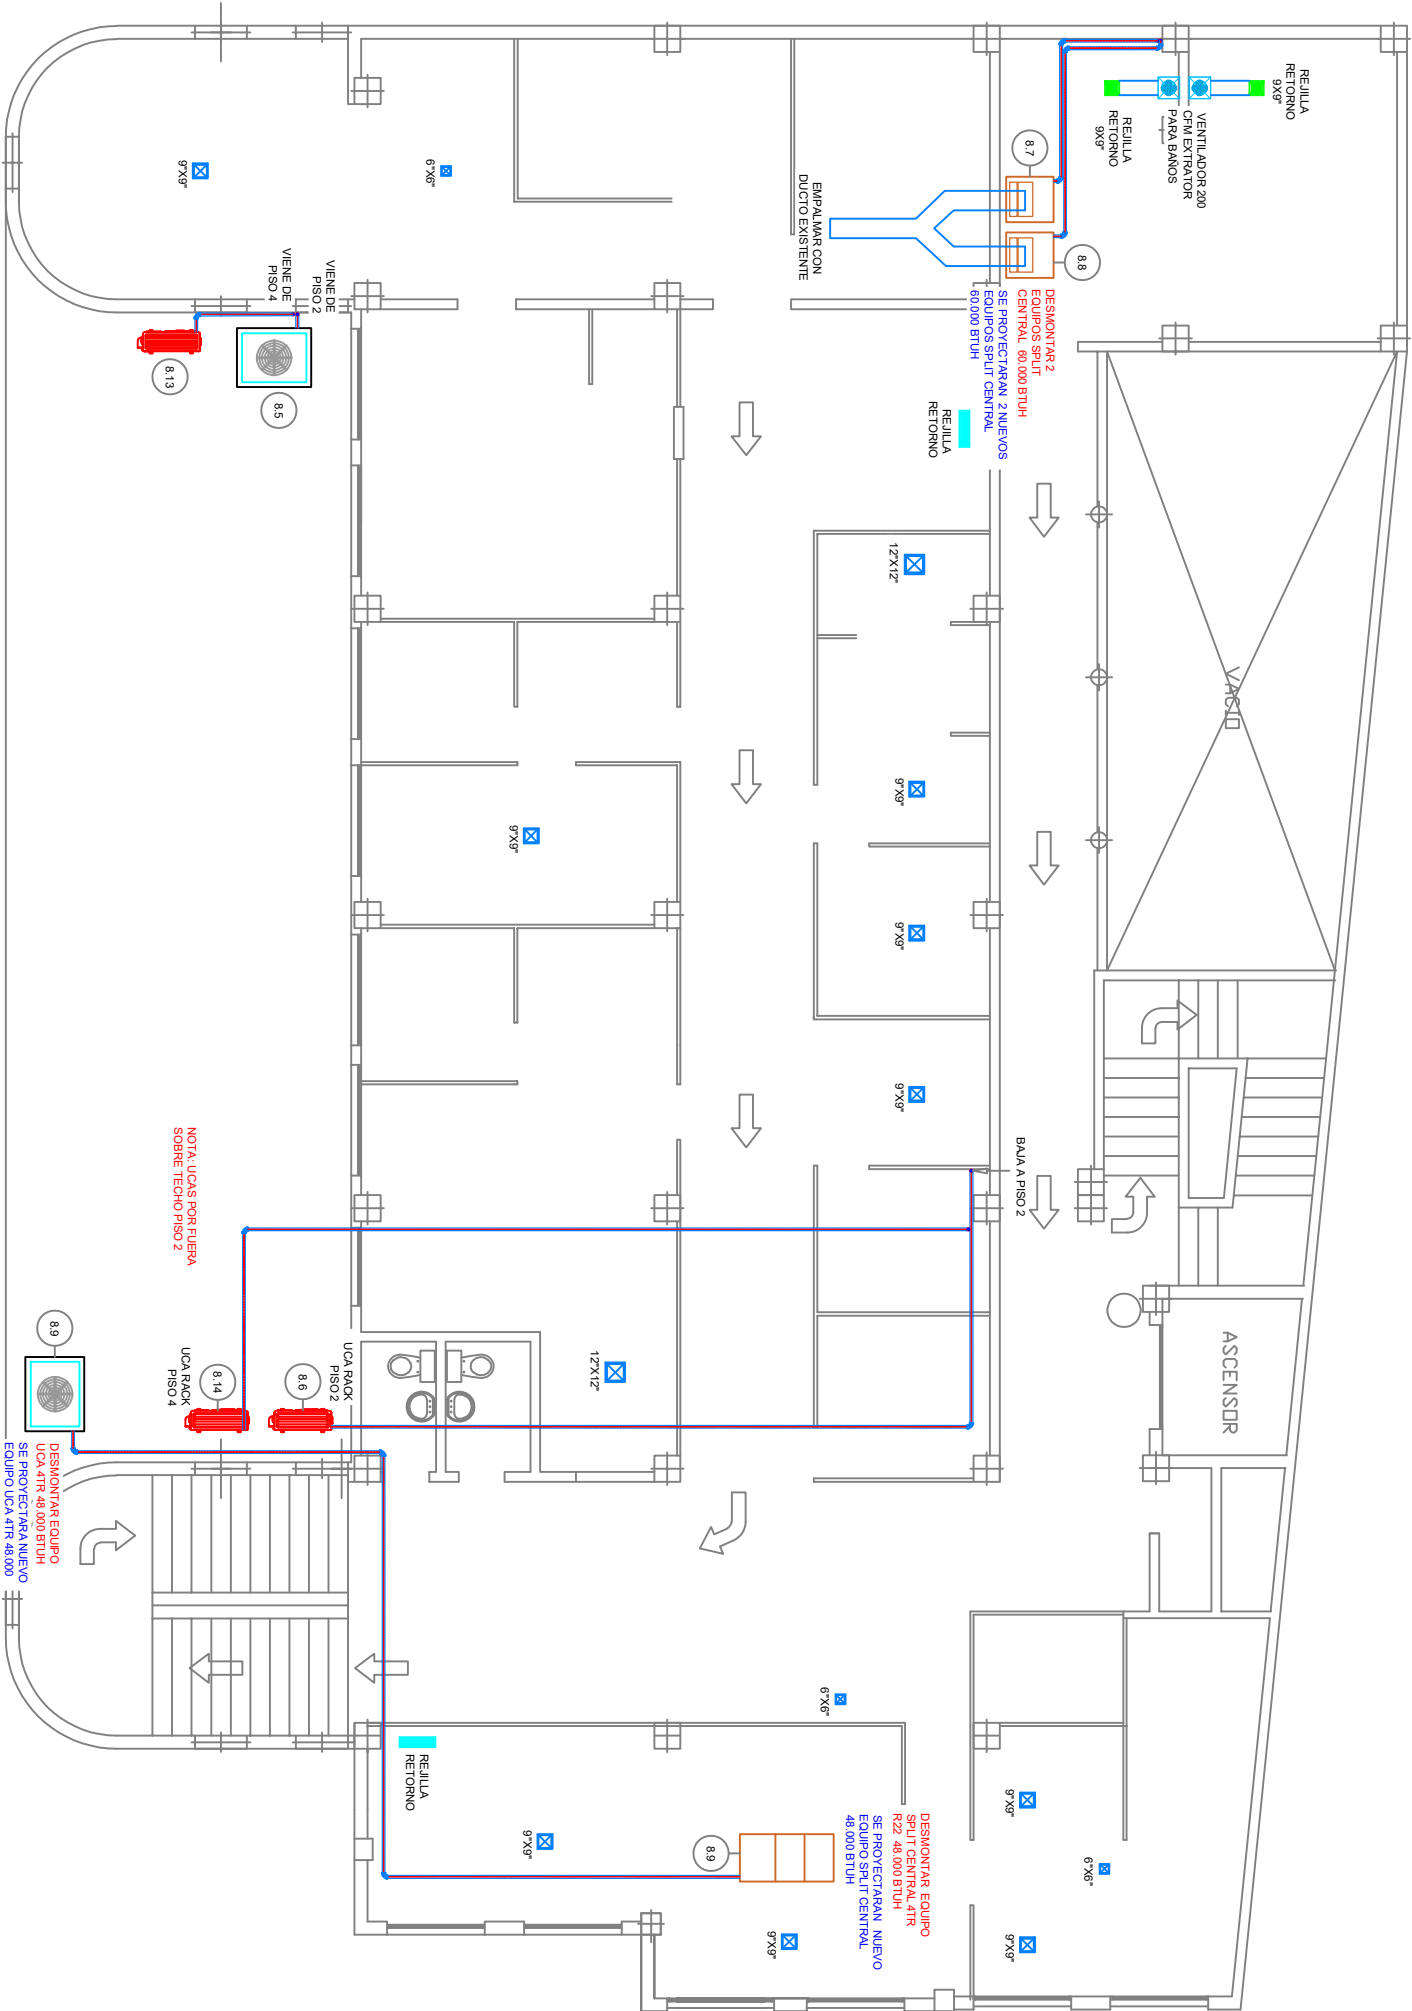 REJILLA
RETORNO
9X9"
VENTILADOR 200
CFM EXTRATOR
PARA BAÑOS
REJILLA
RETORNO
9X9"
8.7
8.8
EMPALMAR CON
DUCTO EXISTENTE
DESMONTAR 2
EQUIPOS SPLIT
CENTRAL 60.000 BTUH
SE PROYECTARAN 2 NUEVOS
EQUIPOS SPLIT CENTRAL
60.000 BTUH
REJILLA
RETORNO
6"X6"
9"X9"
VIENE DE
PISO 2
VIENE DE
PISO 4
8.13
8.5
12"X12"
VACIO
9"X9"
9"X9"
9"X9"
9"X9"
BAJA A PISO 2
NOTA: UCAS POR FUERA
SOBRE TECHO PISO 2
ASCENSOR
12"X12"
UCA RACK
PISO 2
8.6
UCA RACK
PISO 4
8.14
8.9
DESMONTAR EQUIPO
UCA 4TR 48.000 BTUH
SE PROYECTARA NUEVO
EQUIPO UCA 4TR 48.000
6"X6"
REJILLA
RETORNO
9"X9"
8.9
DESMONTAR EQUIPO
SPLIT CENTRAL 4TR
R22 48.000 BTUH
SE PROYECTARAN NUEVO
EQUIPO SPLIT CENTRAL
48.000 BTUH
9"X9"
6"X6"
9"X9"
9"X9"